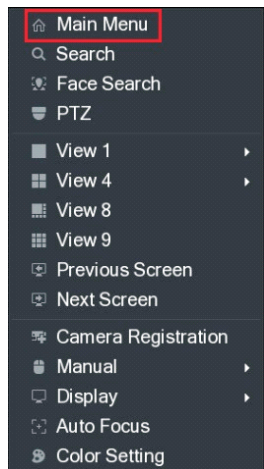 Main Menu
Search
Face Search
PTZ
View 1
View 4
View 8
View 9
Previous Screen
Next Screen
Camera Registration
Manual
Display
Auto Focus
Color Setting